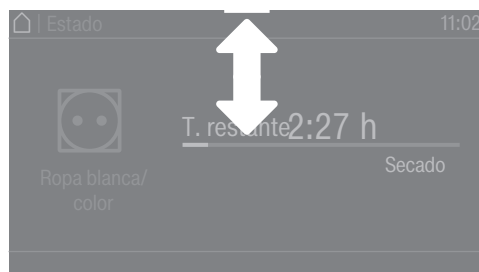 | Estado 11:02
T. restante 2:27 h
Secado
Ropa blanca/
color